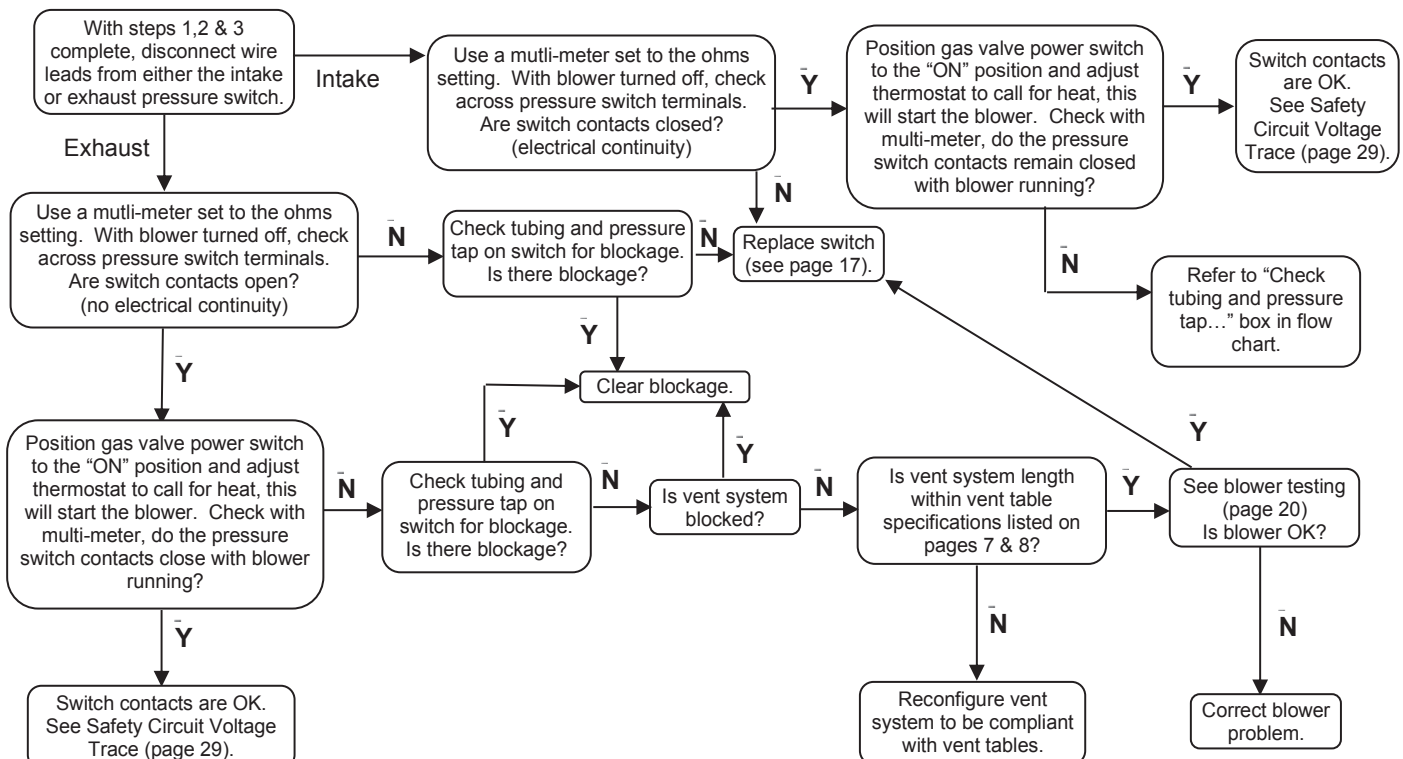 With steps 1,2 & 3
complete, disconnect wire
leads from either the intake
or exhaust pressure switch.
Intake
Use a mutli-meter set to the ohms
setting. With blower turned off, check
across pressure switch terminals.
Are switch contacts closed?
(electrical continuity)
Y
Position gas valve power switch
to the “ON” position and adjust
thermostat to call for heat, this
will start the blower. Check with
multi-meter, do the pressure
switch contacts remain closed
with blower running?
Y
Switch contacts
are OK.
See Safety
Circuit Voltage
Trace (page 29).
Exhaust
N
N
Use a mutli-meter set to the ohms
setting. With blower turned off, check
across pressure switch terminals.
Are switch contacts open?
(no electrical continuity)
N
Check tubing and pressure
tap on switch for blockage.
Is there blockage?
N
Replace switch
(see page 17).
Refer to “Check
tubing and pressure
tap…” box in flow
chart.
Y
Y
Clear blockage.
Y
Y
Y
Position gas valve power switch
to the “ON” position and adjust
thermostat to call for heat, this
will start the blower. Check with
multi-meter, do the pressure
switch contacts close with blower
running?
N
Check tubing and
pressure tap on
switch for blockage.
Is there blockage?
N
Is vent system
blocked?
N
Is vent system length
within vent table
specifications listed on
pages 7 & 8?
Y
See blower testing
(page 20)
Is blower OK?
Y
N
N
Switch contacts are OK.
See Safety Circuit Voltage
Trace (page 29).
Reconfigure vent
system to be compliant
with vent tables.
Correct blower
problem.